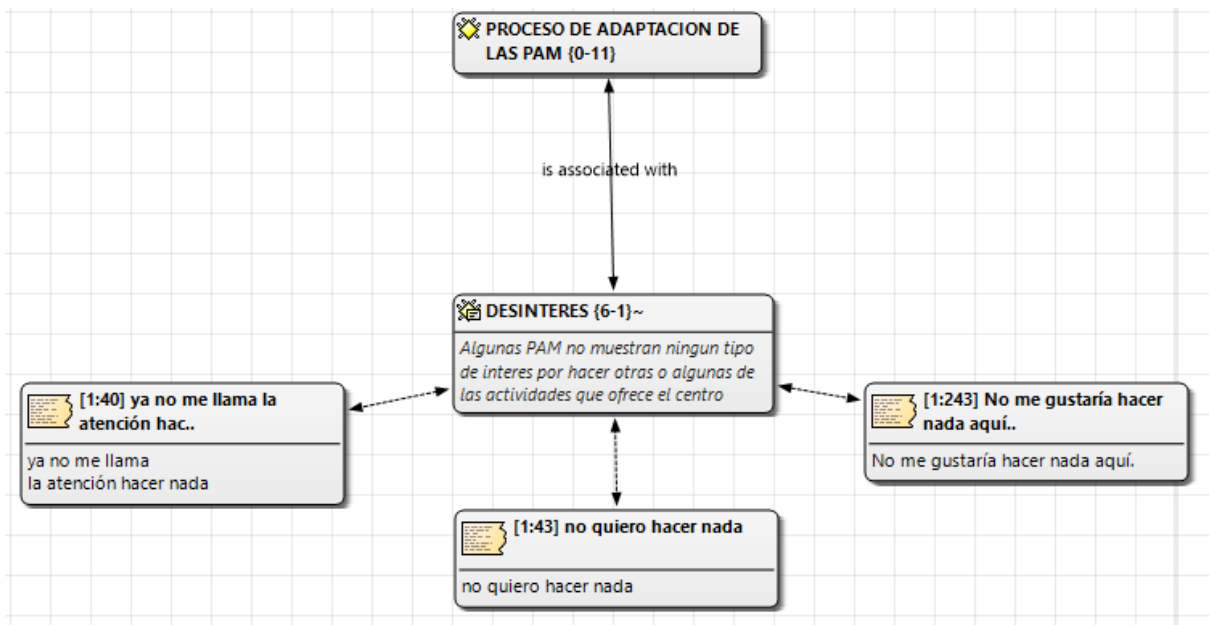 PROCESO DE ADAPTACION DE
LAS PAM {0-11}
is associated with
DESINTERES {6-1}~
Algunas PAM no muestran ningun tipo
de interes por hacer otras o algunas de
las actividades que ofrece el centro
[1:40] ya no me llama la
atención hac..
ya no me llama
la atención hacer nada
[1:43] no quiero hacer nada
no quiero hacer nada
[1:243] No me gustaría hacer
nada aquí..
No me gustaría hacer nada aquí.